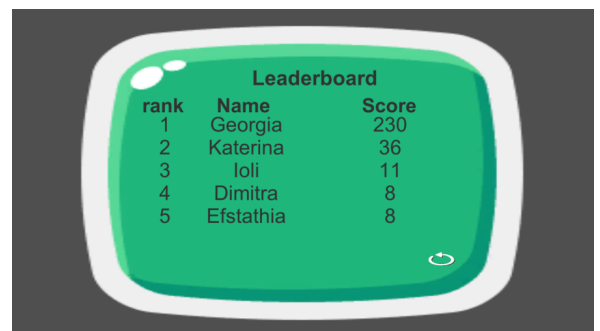 Leaderboard
rank Name Score
1 Georgia 230
2 Katerina 36
3 Ioli 11
4 Dimitra 8
5 Efstathia 8